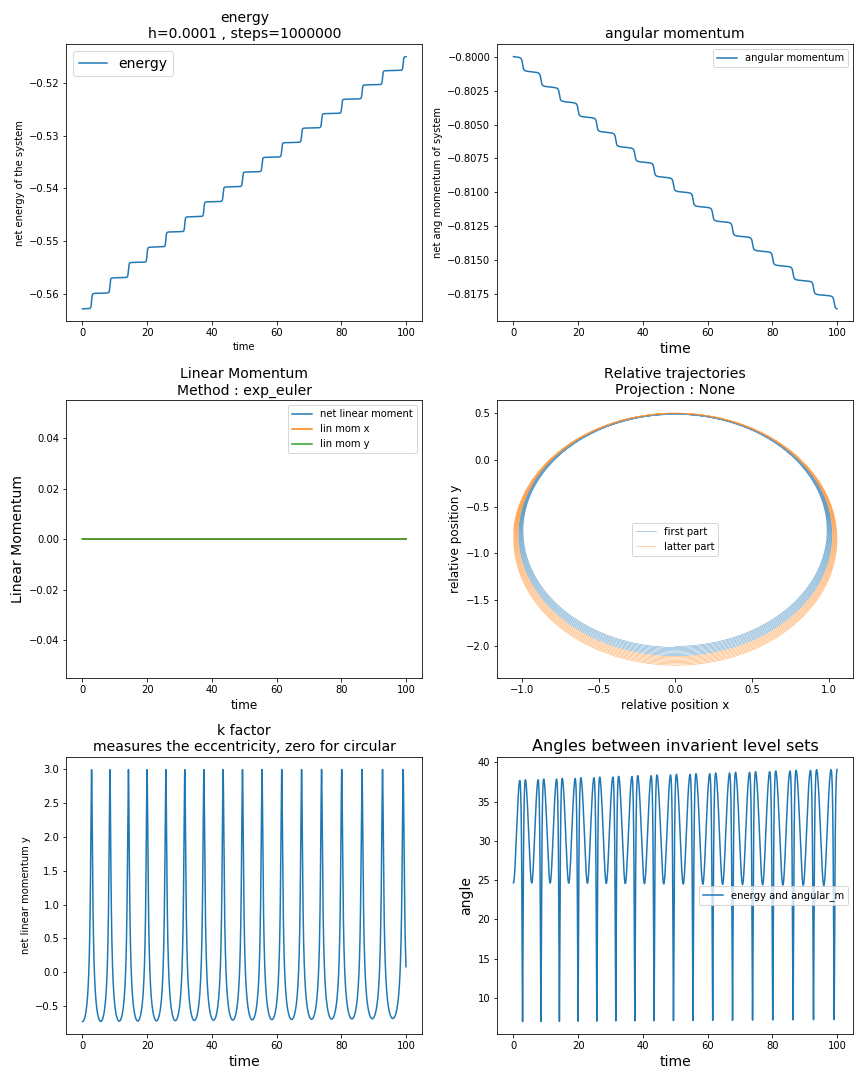 energy
h=0.0001 , steps=1000000
energy
net energy of the system
−0.52
−0.53
−0.54
−0.55
−0.56
0 20 40 60 80 100
time
angular momentum
angular momentum
net ang momentum of system
−0.8000
−0.8025
−0.8050
−0.8075
−0.8100
−0.8125
−0.8150
−0.8175
0 20 40 60 80 100
time
Linear Momentum
Method : exp_euler
net linear moment
lin mom x
lin mom y
Linear Momentum
0.04
0.02
0.00
−0.02
−0.04
0 20 40 60 80 100
time
Relative trajectories
Projection : None
first part
latter part
relative position y
0.5
0.0
−0.5
−1.0
−1.5
−2.0
−1.0 −0.5 0.0 0.5 1.0
relative position x
k factor
measures the eccentricity, zero for circular
net linear momentum y
3.0
2.5
2.0
1.5
1.0
0.5
0.0
−0.5
0 20 40 60 80 100
time
Angles between invarient level sets
energy and angular_m
angle
40
35
30
25
20
15
10
0 20 40 60 80 100
time